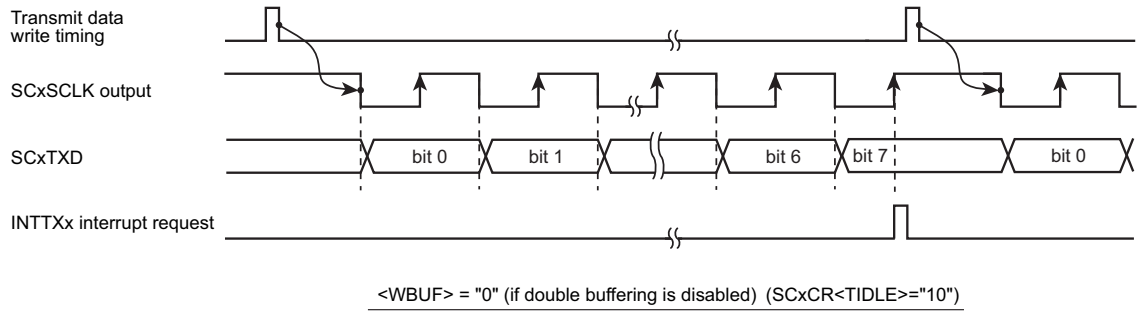 Transmit data
write timing
SCxSCLK output
SCxTXD
bit 0
bit 1
bit 6
bit 7
bit 0
INTTXx interrupt request
<WBUF> = "0" (if double buffering is disabled) (SCxCR<TIDLE>="10")